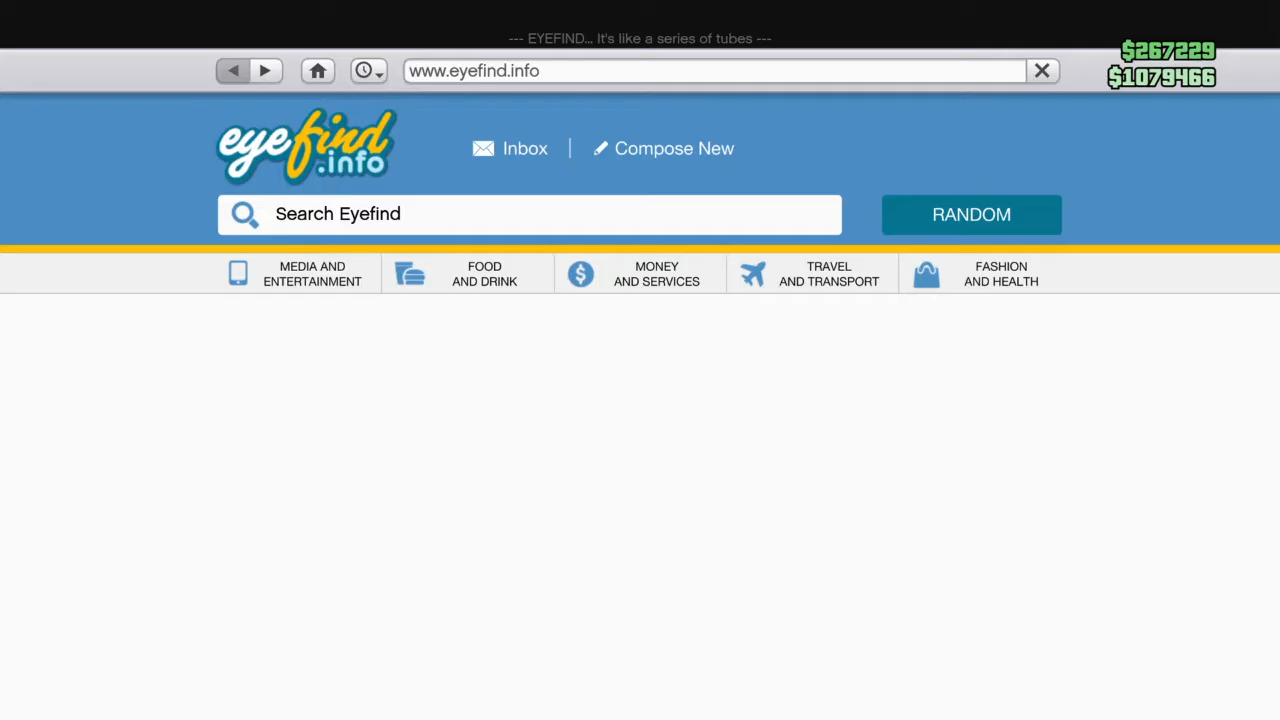 --- EYEFIND... It's like a series of tubes ---
$267229
www.eyefind.info
$1079466
eyefind
.info
Inbox
Compose New
Search Eyefind
RANDOM
MEDIA AND
ENTERTAINMENT
FOOD
AND DRINK
MONEY
AND SERVICES
TRAVEL
AND TRANSPORT
FASHION
AND HEALTH